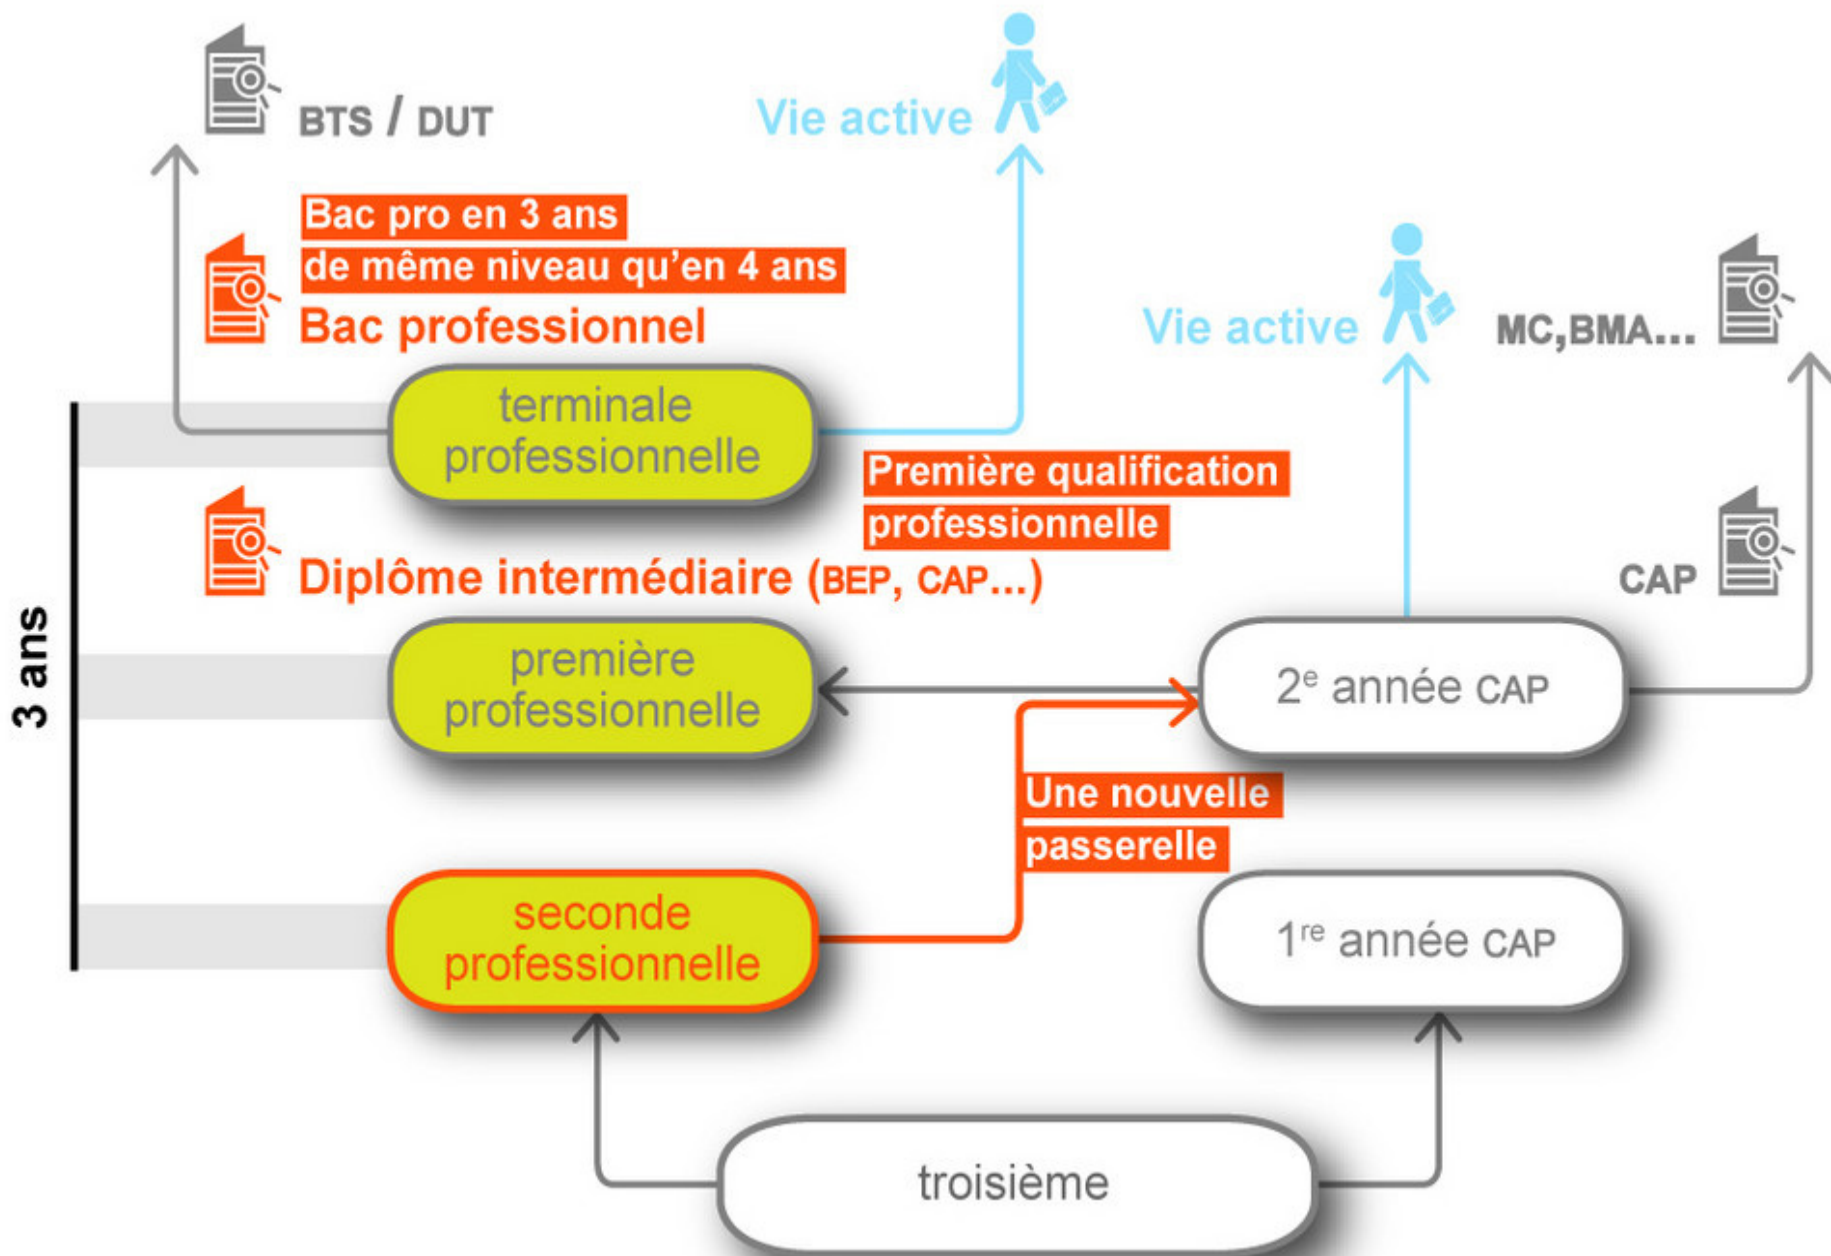 BTS / DUT
Vie active
Bac pro en 3 ans
de même niveau qu'en 4 ans
Bac professionnel
Vie active
MC,BMA...
terminale
professionnelle
Première qualification
professionnelle
Diplôme intermédiaire (BEP, CAP...)
CAP
3 ans
première
professionnelle
2e année CAP
Une nouvelle
passerelle
seconde
professionnelle
1re année CAP
troisième